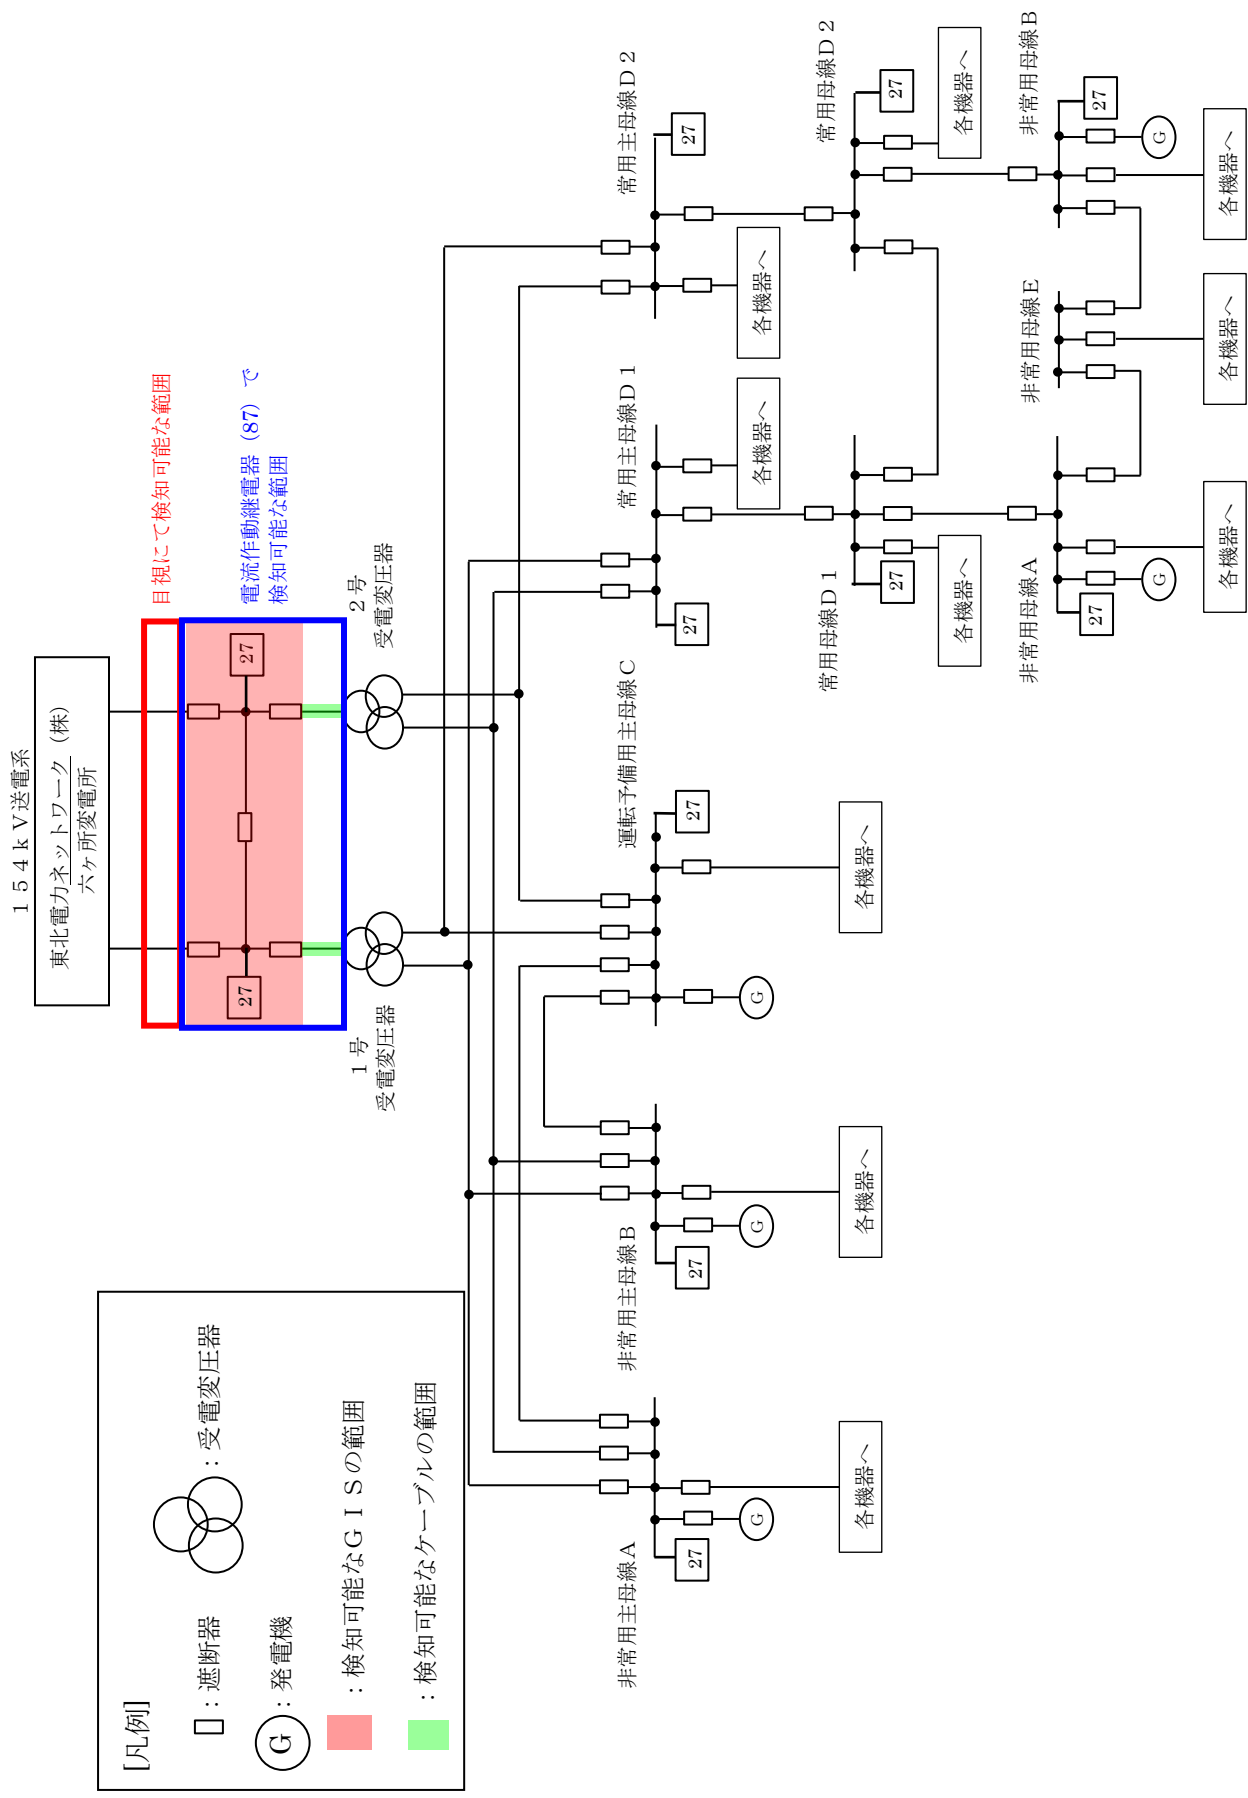 154kV送電系
東北電力ネットワーク(株)
六ヶ所変電所
目視にて検知可能な範囲
電流作動継電器(87)で
検知可能な範囲
27
27
1号
受電変圧器
2号
受電変圧器
[凡例]
:遮断器
:受電変圧器
G
:発電機
:検知可能なGISの範囲
:検知可能なケーブルの範囲
非常用主母線A
27
G
各機器へ
非常用主母線B
27
G
各機器へ
運転予備用主母線C
27
G
各機器へ
常用主母線D1
27
各機器へ
常用主母線D2
27
各機器へ
常用母線D1
27
各機器へ
常用母線D2
27
各機器へ
非常用母線A
27
G
各機器へ
非常用母線E
各機器へ
非常用母線B
27
G
各機器へ